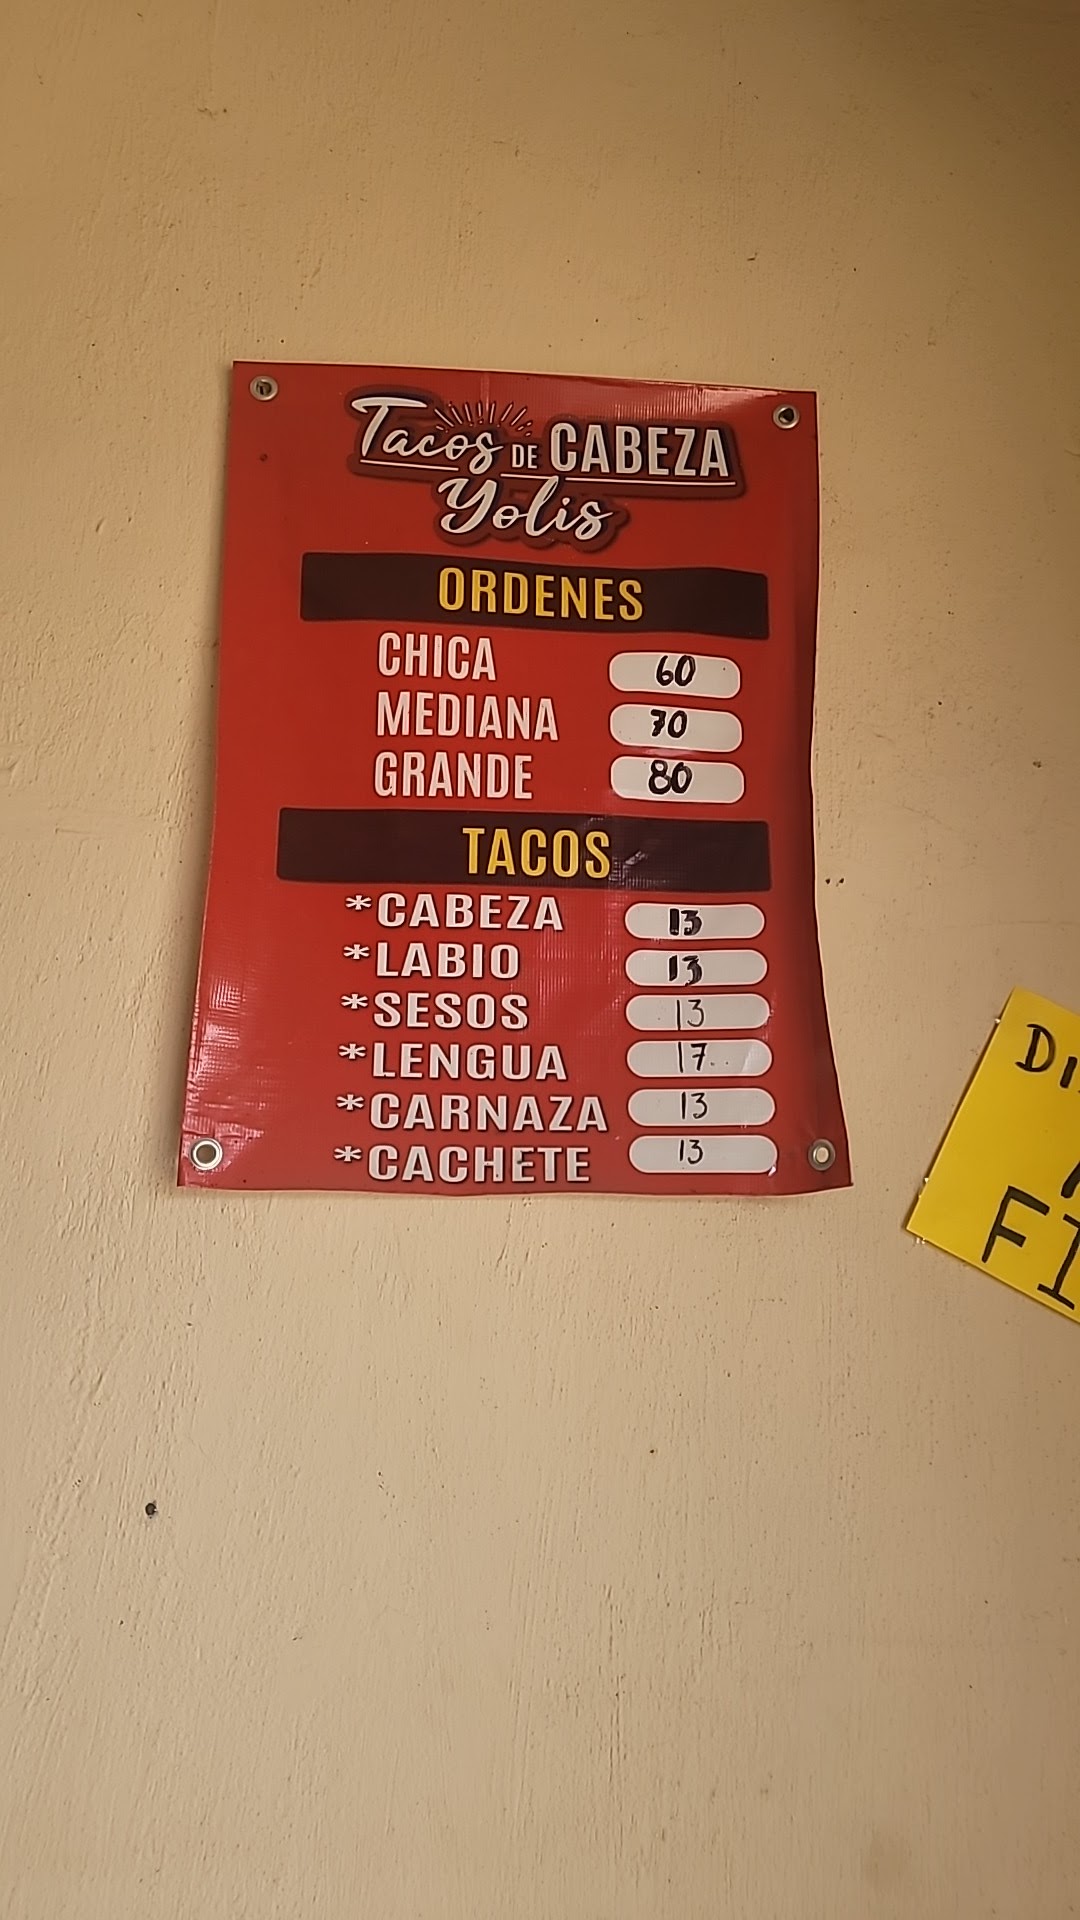 Tacos DE CABEZA
Yolis
ORDENES
CHICA 60
MEDIANA 70
GRANDE 80
TACOS
*CABEZA 13
*LABIO 13
*SESOS 13
*LENGUA 17
*CARNAZA 13
*CACHETE 13